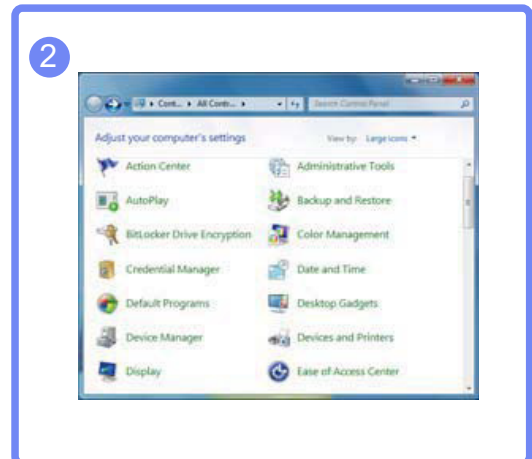 2
Cont... All Contr...
Search Control Panel
Adjust your computer's settings
View by: Large icons
Action Center
Administrative Tools
AutoPlay
Backup and Restore
BitLocker Drive Encryption
Color Management
Credential Manager
Date and Time
Default Programs
Desktop Gadgets
Device Manager
Devices and Printers
Display
Ease of Access Center